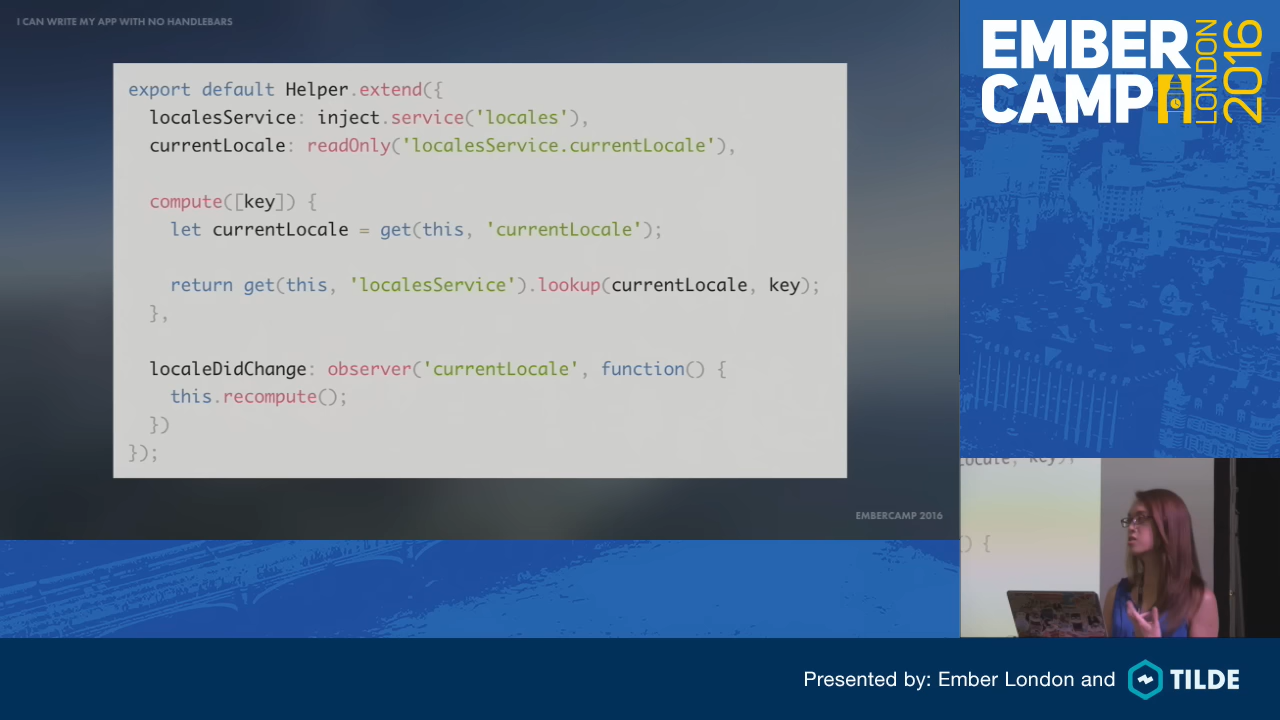 I CAN WRITE MY APP WITH NO HANDLEBARS
export default Helper.extend({
localesService: inject.service('locales'),
currentLocale: readOnly('localesService.currentLocale'),
compute([key]) {
let currentLocale = get(this, 'currentLocale');
return get(this, 'localesService').lookup(currentLocale, key);
},
localeDidChange: observer('currentLocale', function() {
this.recompute();
})
});
EMBERCAMP 2016
EMBER
CAMP
LONDON
2016
) {
Presented by: Ember London and
TILDE